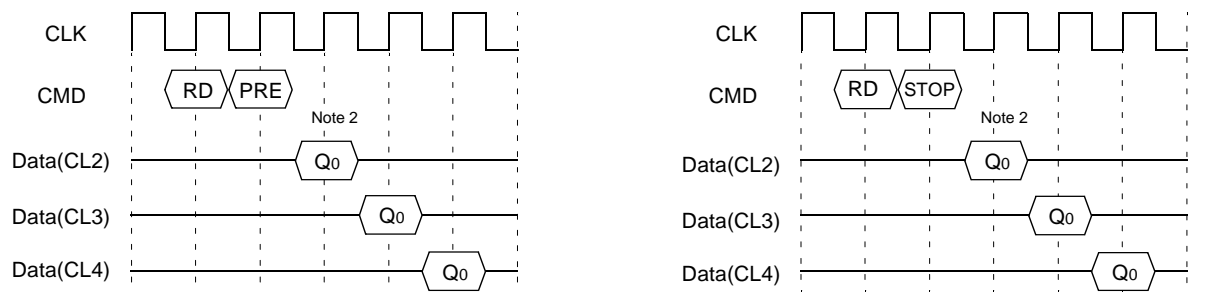 CLK
CMD RD PRE
Note 2
Data(CL2) Q0
Data(CL3) Q0
Data(CL4) Q0
CLK
CMD RD STOP
Note 2
Data(CL2) Q0
Data(CL3) Q0
Data(CL4) Q0